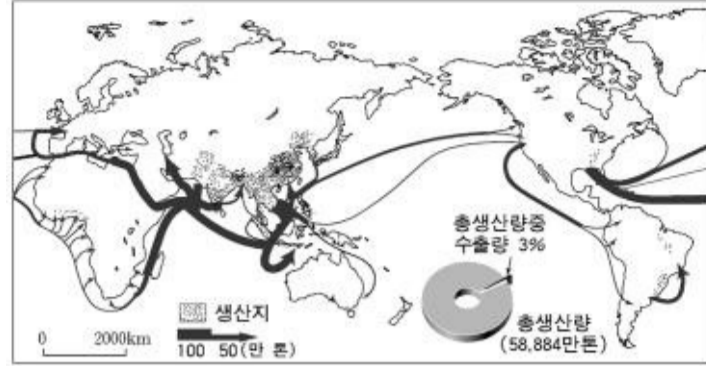 총생산량중
수출량 3%
생산지
총생산량
(58,884만톤)
0 2000km
100 50(만 톤)